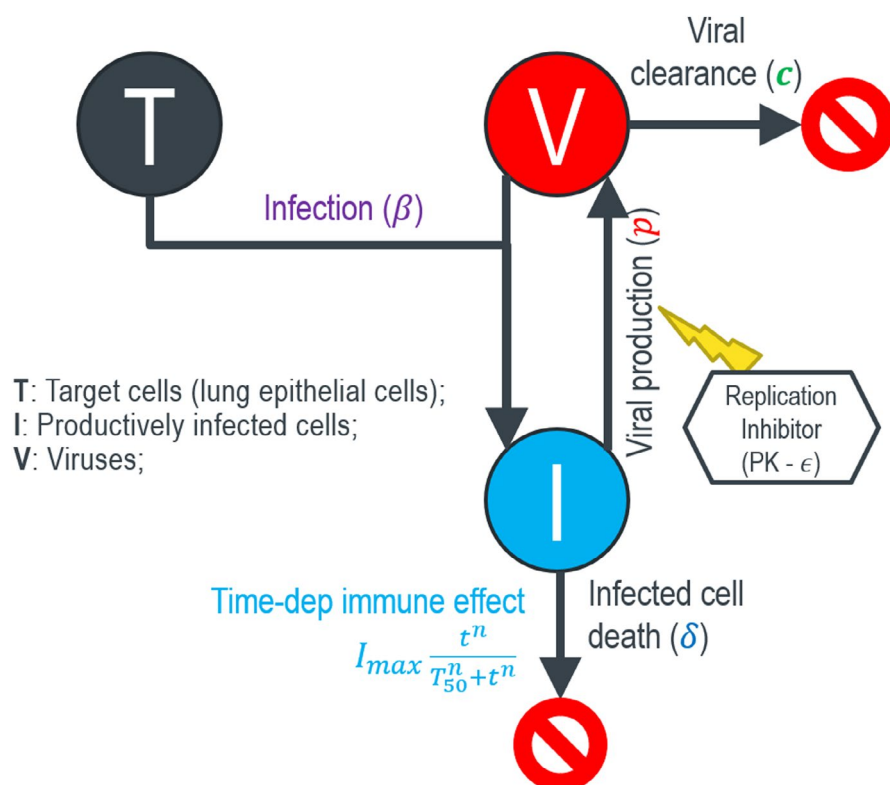 T
V
Viral
clearance (c)
Infection (β)
Viral production (p)
T: Target cells (lung epithelial cells);
I: Productively infected cells;
V: Viruses;
Replication
Inhibitor
(PK - ϵ)
I
Time-dep immune effect
I_max t^n / (T_50^n + t^n)
Infected cell
death (δ)